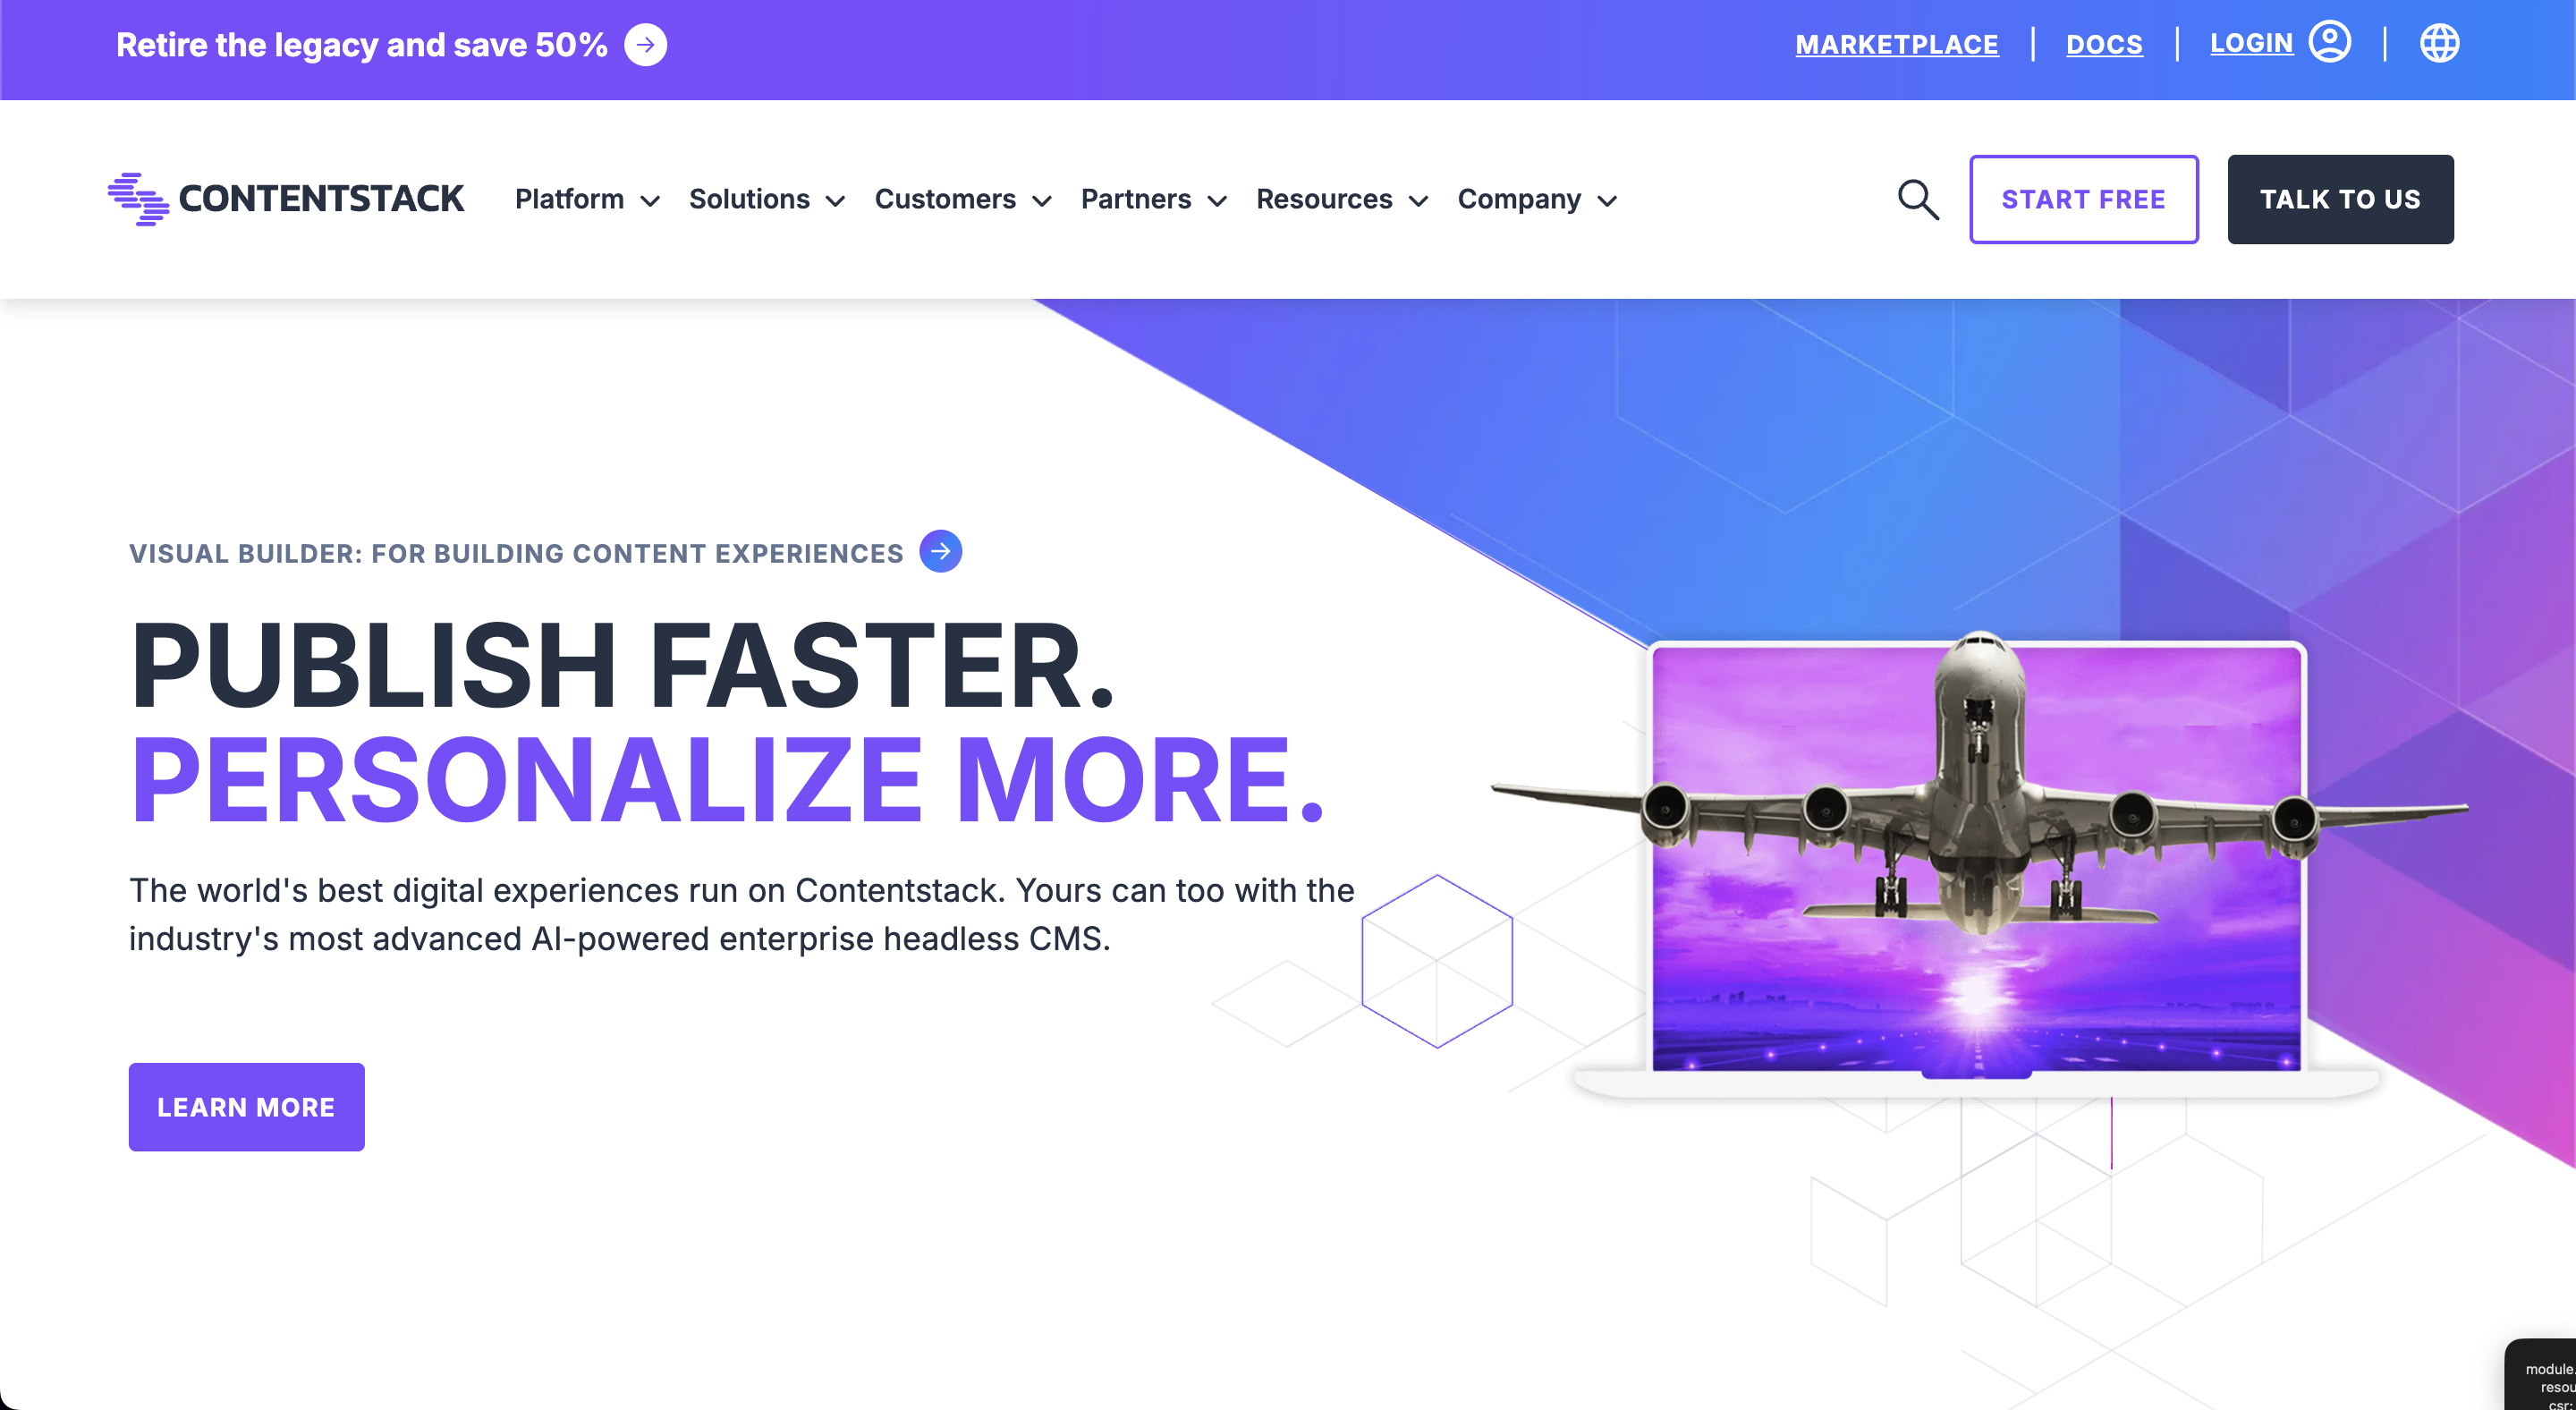 Retire the legacy and save 50%
MARKETPLACE | DOCS | LOGIN |
CONTENTSTACK
Platform Solutions Customers Partners Resources Company
START FREE
TALK TO US
VISUAL BUILDER: FOR BUILDING CONTENT EXPERIENCES
PUBLISH FASTER.
PERSONALIZE MORE.
The world's best digital experiences run on Contentstack. Yours can too with the
industry's most advanced AI-powered enterprise headless CMS.
LEARN MORE
module.